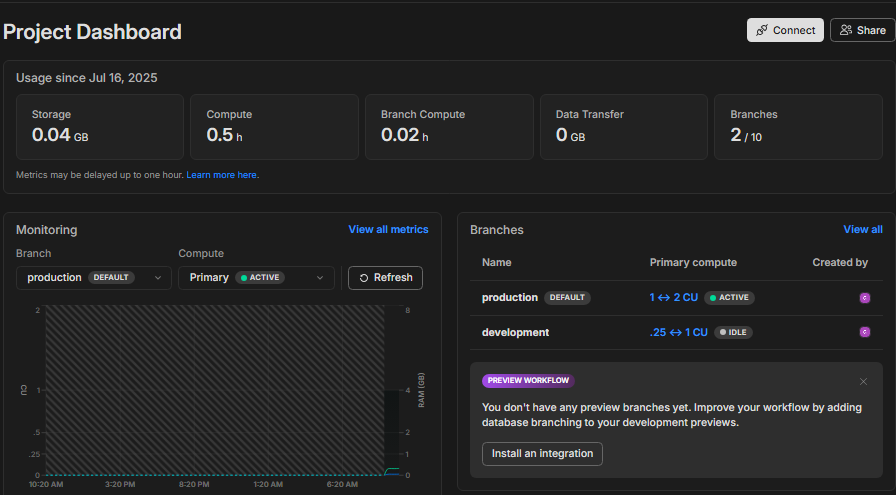 Project Dashboard
Connect
Share
Usage since Jul 16, 2025
Storage
0.04 GB
Compute
0.5 h
Branch Compute
0.02 h
Data Transfer
0 GB
Branches
2 / 10
Metrics may be delayed up to one hour. Learn more here.
Monitoring
View all metrics
Branch
Compute
production DEFAULT
Primary ACTIVE
Refresh
2
1
.5
.25
0
CU
8
4
2
1
0
RAM (GB)
10:20 AM
3:20 PM
8:20 PM
1:20 AM
6:20 AM
Branches
View all
Name
Primary compute
Created by
production DEFAULT
1 ↔ 2 CU
ACTIVE
C
development
.25 ↔ 1 CU
IDLE
C
PREVIEW WORKFLOW
You don't have any preview branches yet. Improve your workflow by adding
database branching to your development previews.
Install an integration